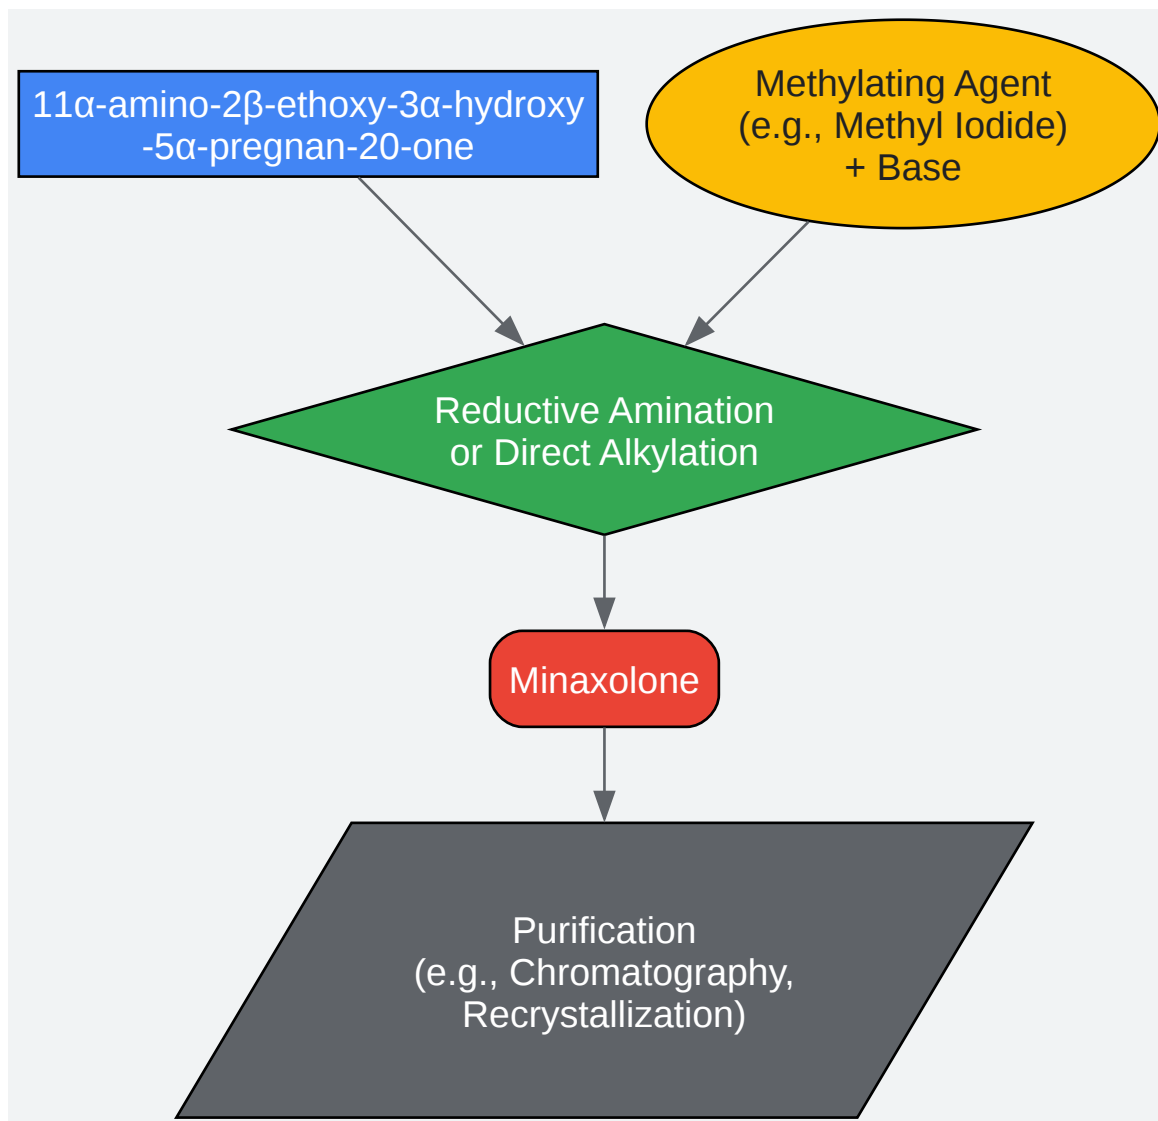 11α-amino-2β-ethoxy-3α-hydroxy
-5α-pregnan-20-one
Methylating Agent
(e.g., Methyl Iodide)
+ Base
Reductive Amination
or Direct Alkylation
Minaxolone
Purification
(e.g., Chromatography,
Recrystallization)